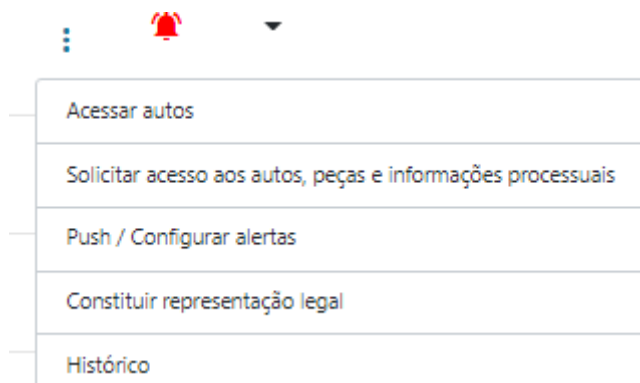 Acessar autos
Solicitar acesso aos autos, peças e informações processuais
Push / Configurar alertas
Constituir representação legal
Histórico